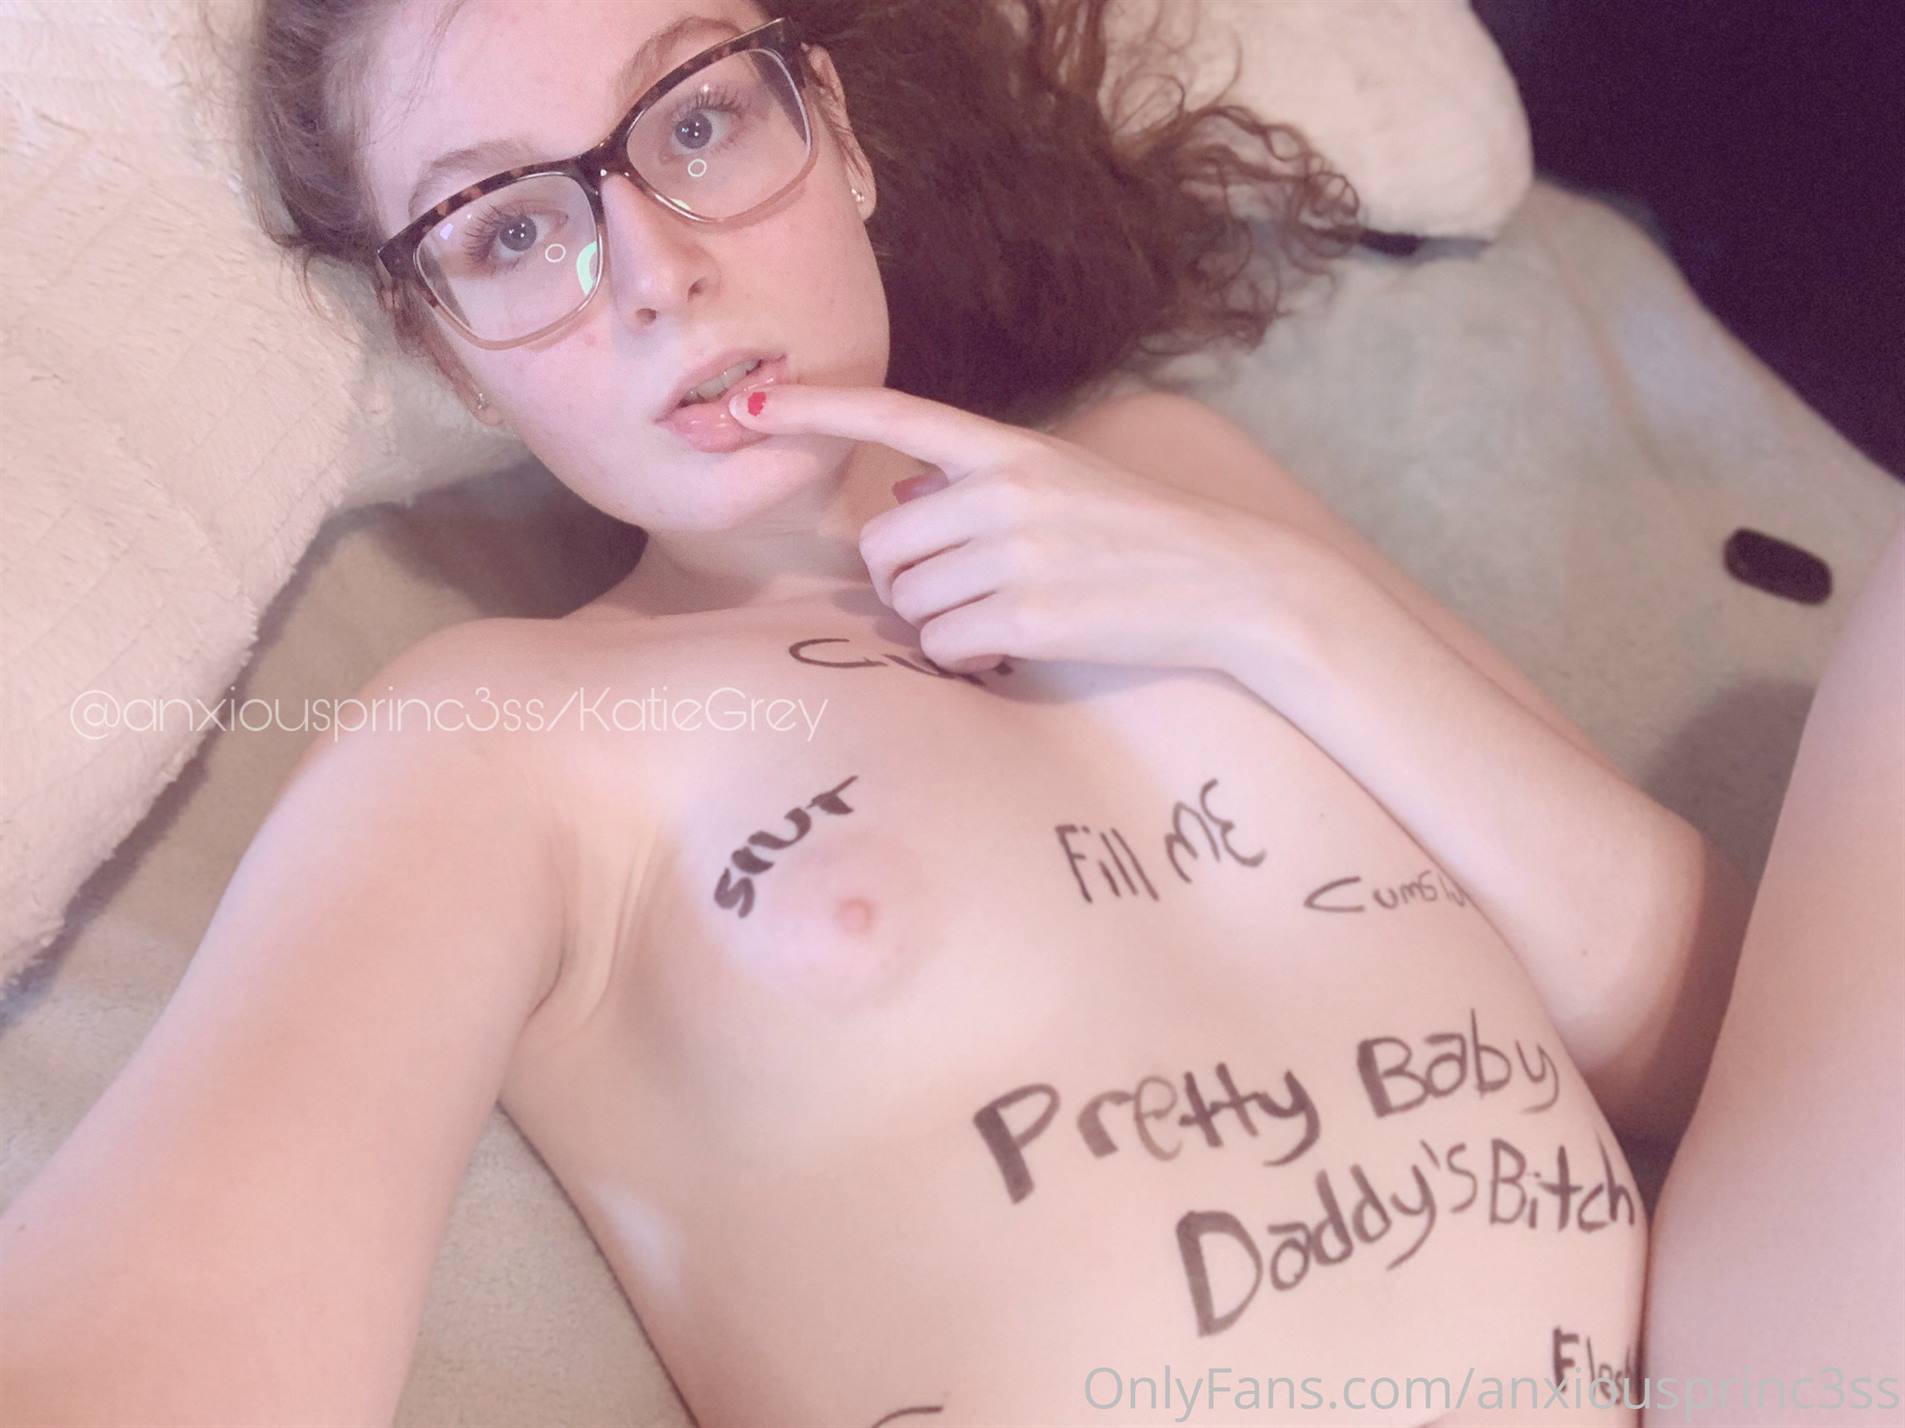 @anxiousprinc3ss/KatieGrey
Slut
Fill ME
Pretty Baby
Daddy's Bitch
OnlyFans.com/anxiousprinc3ss